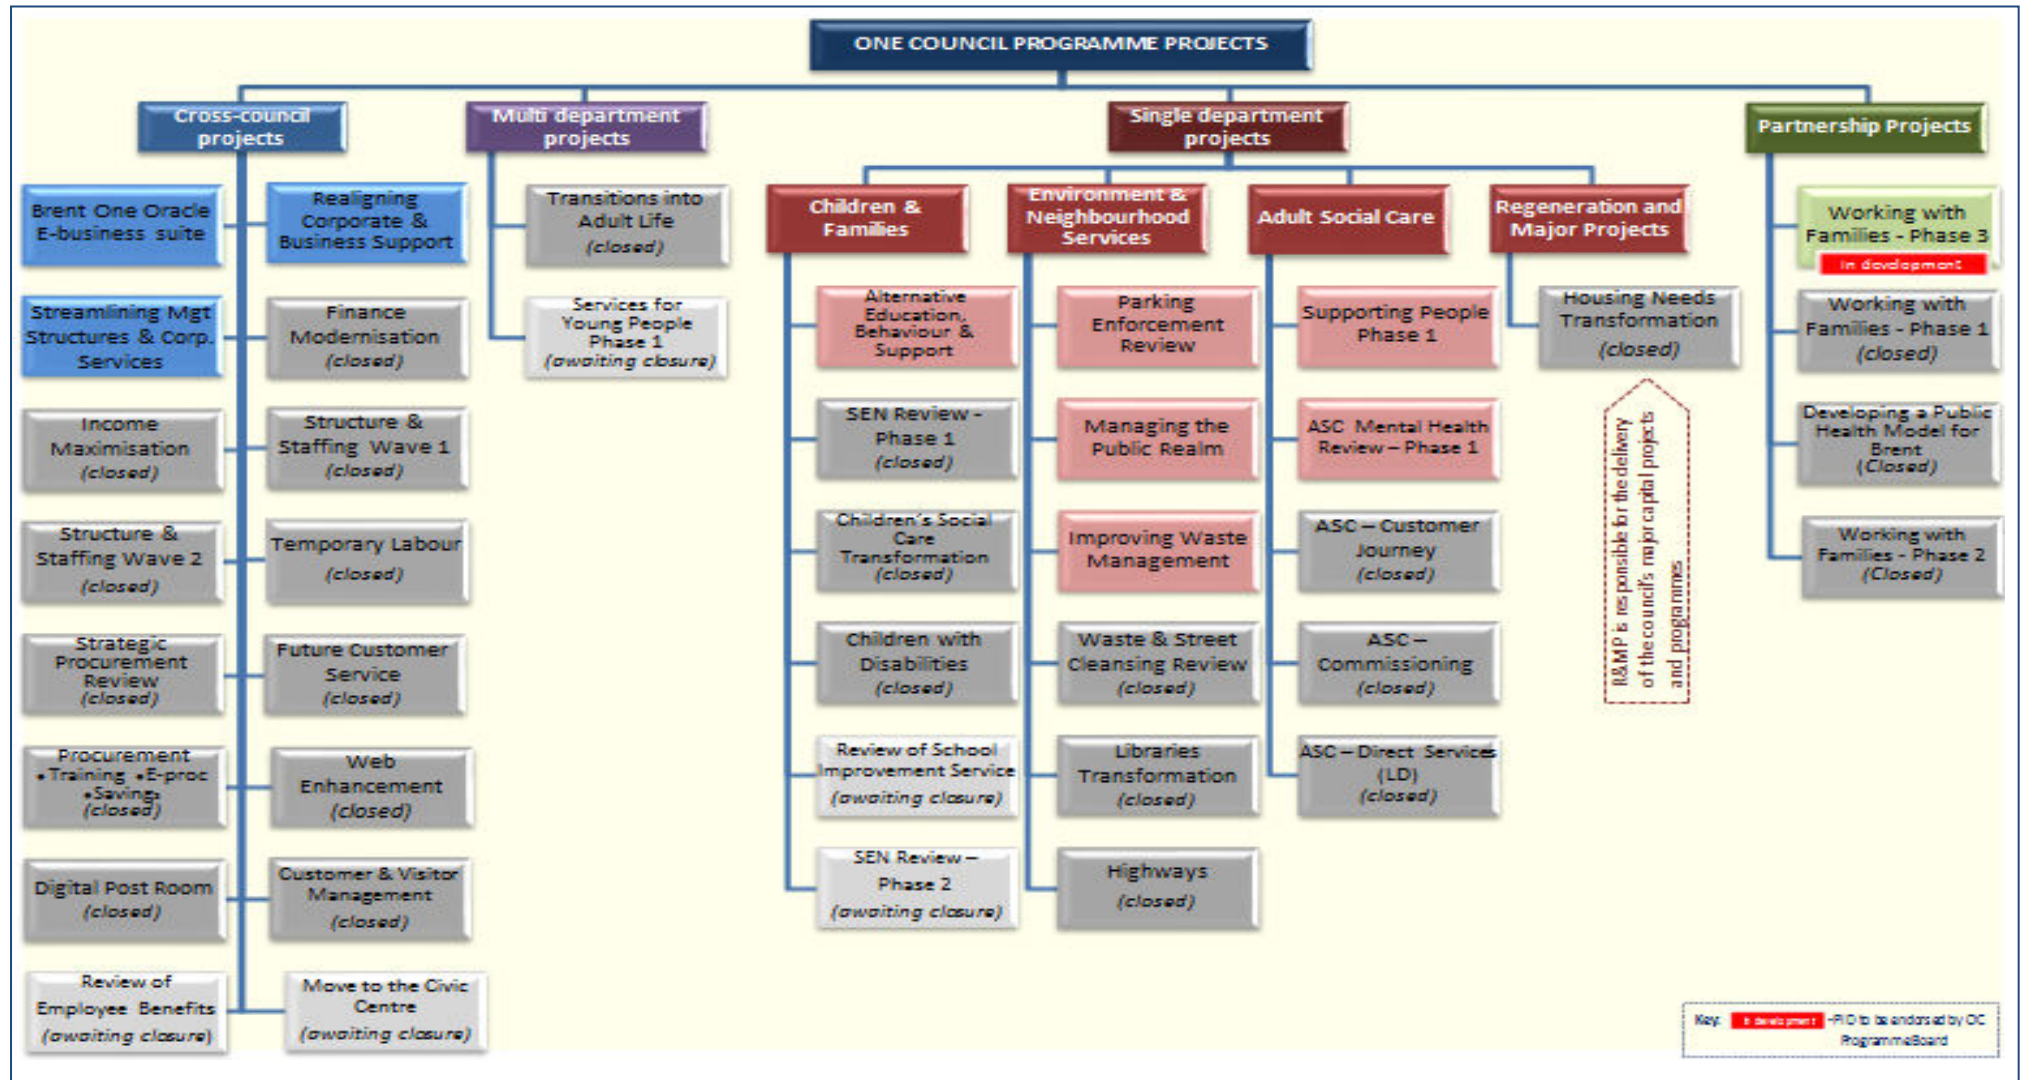 ONE COUNCIL PROGRAMME PROJECTS
Cross-council
projects
Brent One Oracle
E-business suite
Realigning
Corporate &
Business Support
Streamlining Mgt
Structures & Corp.
Services
Finance
Modernisation
(closed)
Income
Maximisation
(closed)
Structure &
Staffing Wave 1
(closed)
Structure &
Staffing Wave 2
(closed)
Temporary Labour
(closed)
Strategic
Procurement
Review
(closed)
Future Customer
Service
(closed)
Procurement
•Training •E-proc
•Savings
(closed)
Web
Enhancement
(closed)
Digital Post Room
(closed)
Customer & Visitor
Management
(closed)
Review of
Employee Benefits
(awaiting closure)
Move to the Civic
Centre
(awaiting closure)
Multi department
projects
Transitions into
Adult Life
(closed)
Services for
Young People
Phase 1
(awaiting closure)
Single department
projects
Children &
Families
Alternative
Education,
Behaviour &
Support
SEN Review -
Phase 1
(closed)
Children's Social
Care
Transformation
(closed)
Children with
Disabilities
(closed)
Review of School
Improvement Service
(awaiting closure)
SEN Review –
Phase 2
(awaiting closure)
Environment &
Neighbourhood
Services
Parking
Enforcement
Review
Managing the
Public Realm
Improving Waste
Management
Waste & Street
Cleansing Review
(closed)
Libraries
Transformation
(closed)
Highways
(closed)
Adult Social Care
Supporting People
Phase 1
ASC Mental Health
Review – Phase 1
ASC – Customer
Journey
(closed)
ASC –
Commissioning
(closed)
ASC – Direct Services
(LD)
(closed)
Regeneration and
Major Projects
Housing Needs
Transformation
(closed)
R&MP is responsible for the delivery
of the council's major capital projects
and programmes
Partnership Projects
Working with
Families - Phase 3
In development
Working with
Families - Phase 1
(closed)
Developing a Public
Health Model for
Brent
(Closed)
Working with
Families - Phase 2
(Closed)
Key: In development -PID to be endorsed by OC
Programme Board